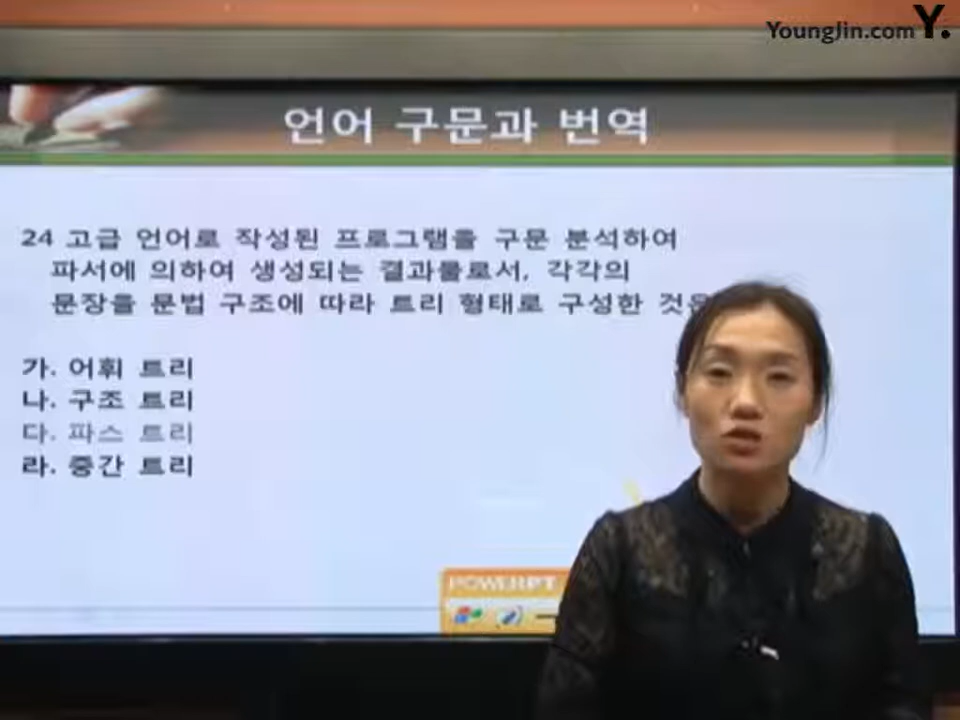 YoungJin.com Y.
언어 구문과 번역
24 고급 언어로 작성된 프로그램을 구문 분석하여
파서에 의하여 생성되는 결과물로서, 각각의
문장을 문법 구조에 따라 트리 형태로 구성한 것은
가. 어휘 트리
나. 구조 트리
다. 파스 트리
라. 중간 트리
POWERPT